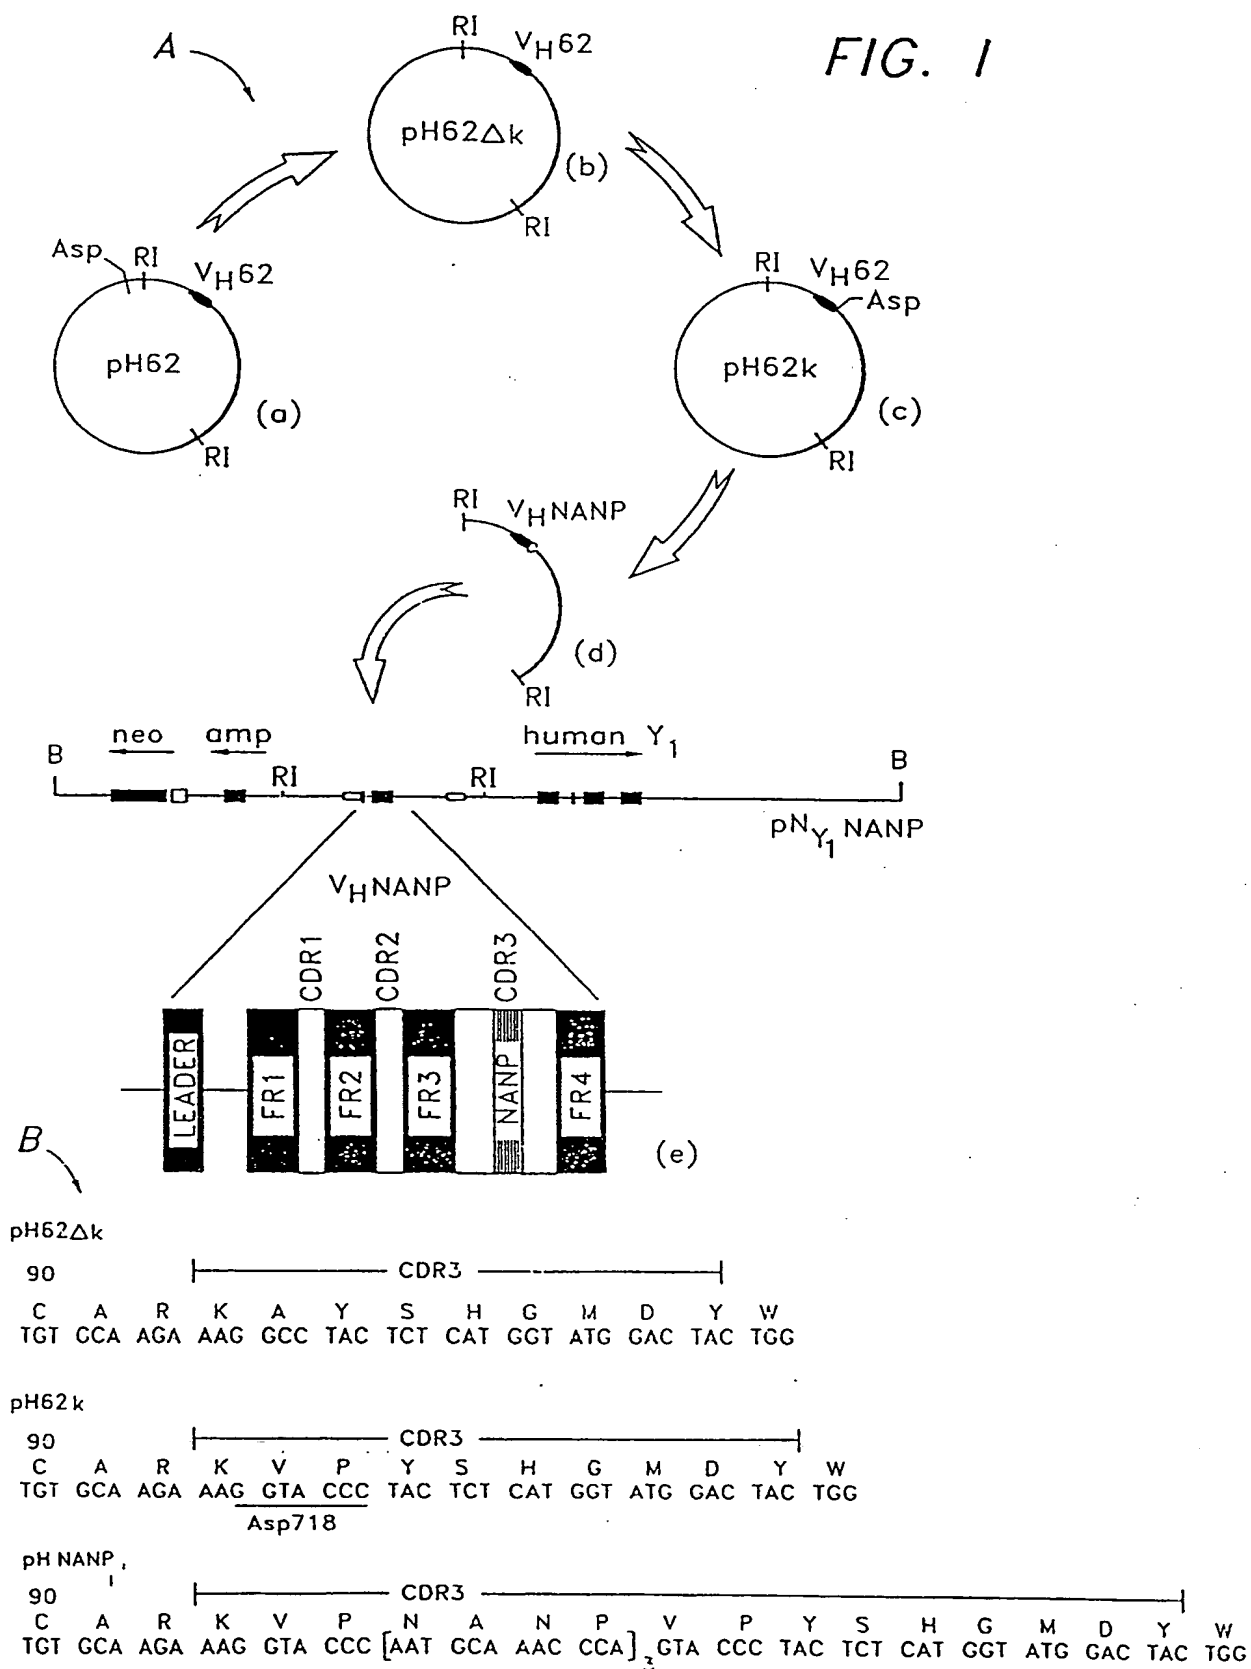 FIG. 1
A
RI
VH62
pH62Δk
(b)
RI
Asp
RI
VH62
pH62
(a)
RI
RI
VH62
Asp
pH62k
(c)
RI
RI
VHNANP
(d)
RI
B
neo
amp
RI
RI
human γ1
B
pNγ1 NANP
VHNANP
CDR1
CDR2
CDR3
LEADER
FR1
FR2
FR3
NANP
FR4
(e)
B
pH62Δk
90
CDR3
C A R K A Y S H G M D Y W
TGT GCA AGA AAG GCC TAC TCT CAT GGT ATG GAC TAC TGG
pH62k
90
CDR3
C A R K V P Y S H G M D Y W
TGT GCA AGA AAG GTA CCC TAC TCT CAT GGT ATG GAC TAC TGG
Asp718
pH NANP
90
CDR3
C A R K V P N A N P V P Y S H G M D Y W
TGT GCA AGA AAG GTA CCC [AAT GCA AAC CCA]3 GTA CCC TAC TCT CAT GGT ATG GAC TAC TGG